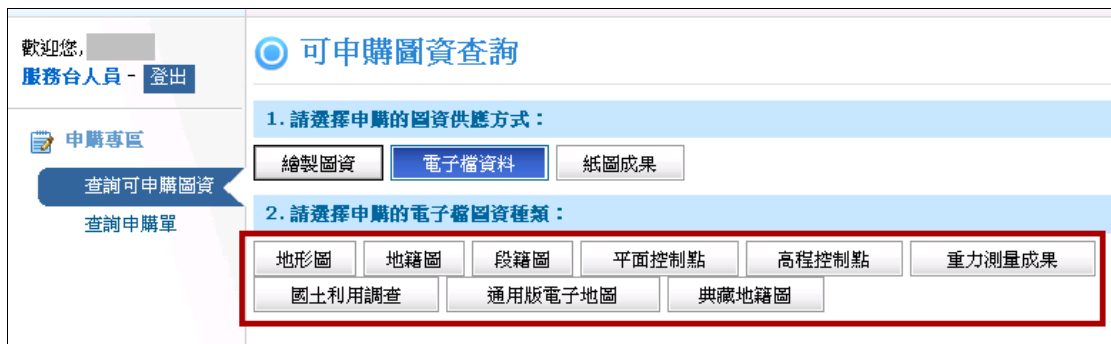 歡迎您,
服務台人員 - 登出
申購專區
查詢可申購圖資
查詢申購單
可申購圖資查詢
1.請選擇申購的圖資供應方式：
繪製圖資 電子檔資料 紙圖成果
2.請選擇申購的電子檔圖資種類：
地形圖 地籍圖 段籍圖 平面控制點 高程控制點 重力測量成果
國土利用調查 通用版電子地圖 典藏地籍圖